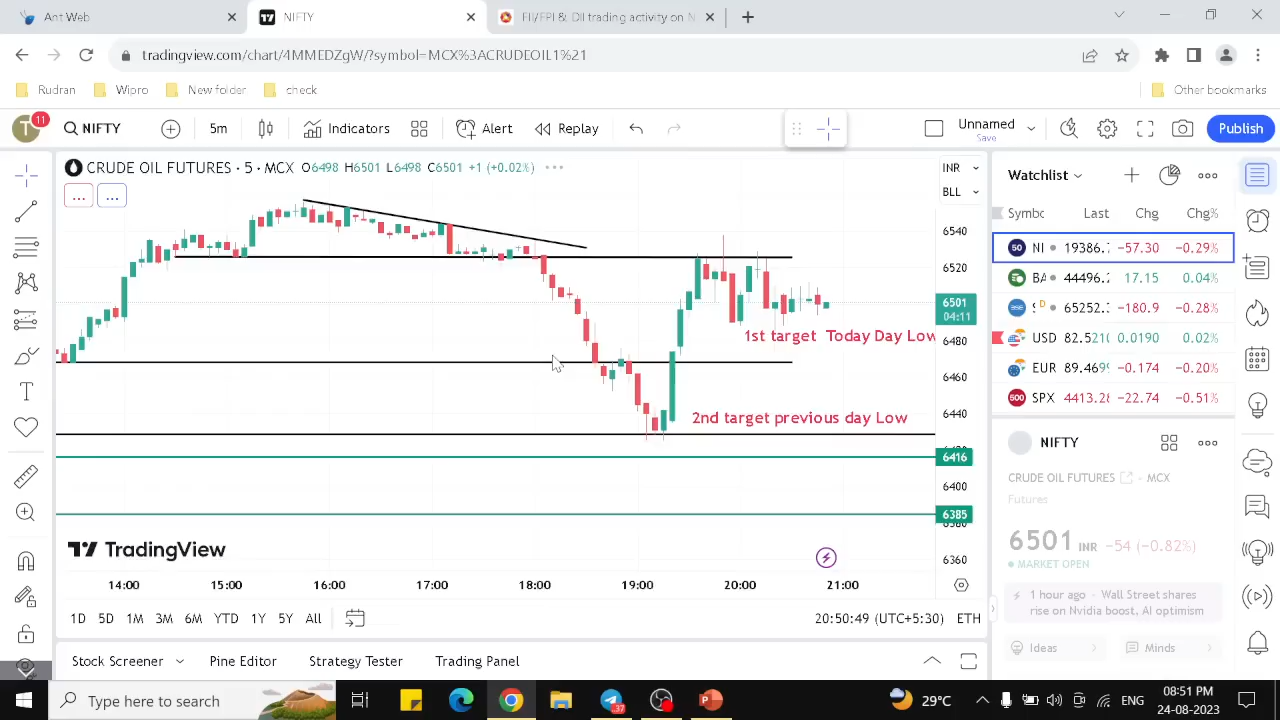 Ant Web
NIFTY
FII/FPI & DII trading activity on N
tradingview.com/chart/4MMEDZgW/?symbol=MCX%3ACRUDEOIL1%21
Rudran Wipro New folder check Other bookmarks
T 11 NIFTY 5m Indicators Alert Replay Unnamed Save Publish
CRUDE OIL FUTURES · 5 · MCX O6498 H6501 L6498 C6501 +1 (+0.02%) •••
INR
BLL
6540
6520
6501
04:11
1st target Today Day Low
6480
6460
2nd target previous day Low
6440
6416
6400
6385
6360
TradingView
14:00 15:00 16:00 17:00 18:00 19:00 20:00 21:00
1D 5D 1M 3M 6M YTD 1Y 5Y All 20:50:49 (UTC+5:30) ETH
Stock Screener Pine Editor Strategy Tester Trading Panel
Watchlist
Symbc Last Chg Chg%
50 NI 19386. −57.30 −0.29%
BA 44496.2 17.15 0.04%
S D 65252. −180.9 −0.28%
USD 82.5210 0.0190 0.02%
EUR 89.469 −0.174 −0.20%
500 SPX 4413.28 −22.74 −0.51%
NIFTY
CRUDE OIL FUTURES · MCX
Futures
6501 INR −54 (−0.82%)
MARKET OPEN
1 hour ago · Wall Street shares
rise on Nvidia boost, AI optimism
Ideas Minds
Type here to search
37
29°C ENG 08:51 PM
24-08-2023